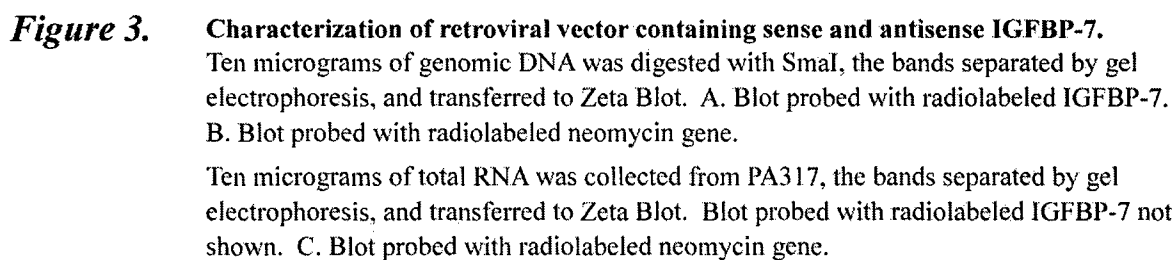 Figure 3. Characterization of retroviral vector containing sense and antisense IGFBP-7.
Ten micrograms of genomic DNA was digested with SmaI, the bands separated by gel
electrophoresis, and transferred to Zeta Blot. A. Blot probed with radiolabeled IGFBP-7.
B. Blot probed with radiolabeled neomycin gene.
Ten micrograms of total RNA was collected from PA317, the bands separated by gel
electrophoresis, and transferred to Zeta Blot. Blot probed with radiolabeled IGFBP-7 not
shown. C. Blot probed with radiolabeled neomycin gene.